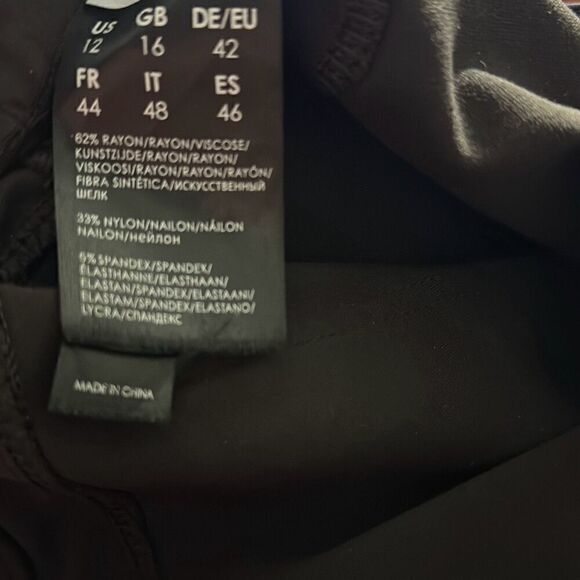 US GB DE/EU
12 16 42
FR IT ES
44 48 46
62% RAYON/RAYON/VISCOSE/
KUNSTZIJDE/RAYON/RAYON/
VISKOOSI/RAYON/RAYON/RAYÓN/
FIBRA SINTÉTICA/ИСКУССТВЕННЫЙ
ШЕЛК
33% NYLON/NAILON/NÁILON
NAILON/НЕЙЛОН
5% SPANDEX/SPANDEX/
ELASTHANNE/ELASTHAAN/
ELASTAN/SPANDEX/ELASTAANI/
ELASTAM/SPANDEX/ELASTANO/
LYCRA/СПАНДЕКС
MADE IN CHINA